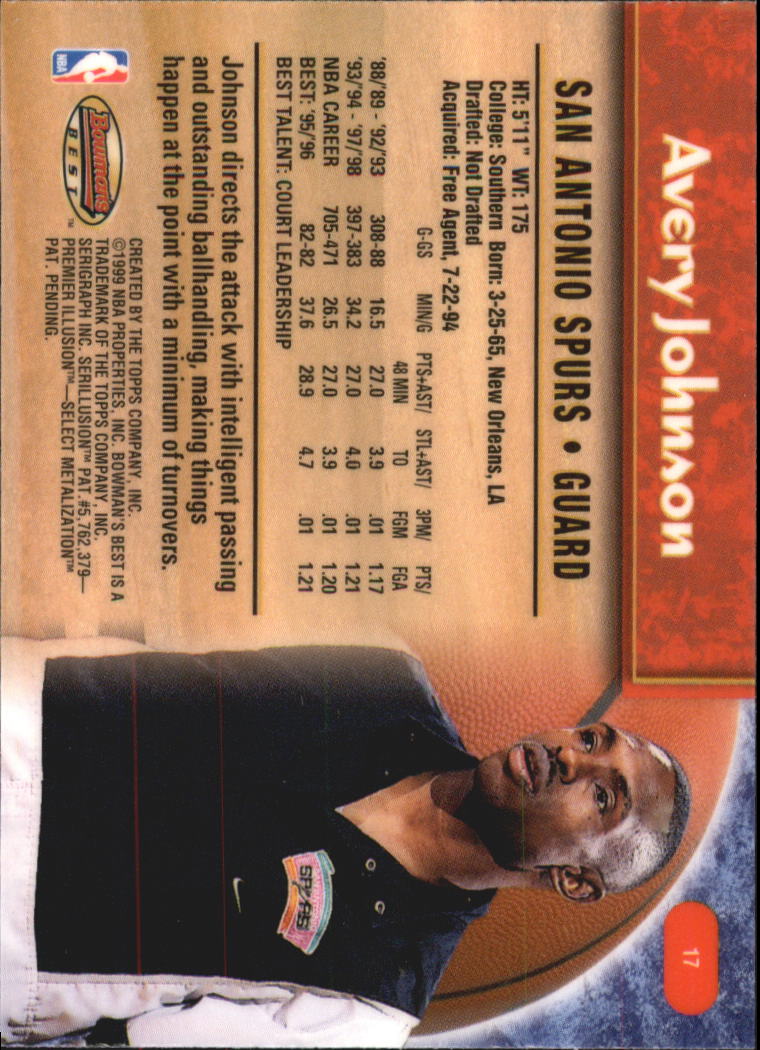 Avery Johnson
17
SAN ANTONIO SPURS • GUARD
HT: 5'11" WT: 175
College: Southern Born: 3-25-65, New Orleans, LA
Drafted: Not Drafted
Acquired: Free Agent, 7-22-94
G-GS MIN/G PTS+AST/ 48 MIN STL+AST/ TO 3PM/ FGM PTS/ FGA
'88/'89 - '92/'93 308-88 16.5 27.0 3.9 .01 1.17
'93/'94 - '97/'98 397-383 34.2 27.0 4.0 .01 1.21
NBA CAREER 705-471 26.5 27.0 3.9 .01 1.20
BEST: '95/'96 82-82 37.6 28.9 4.7 .01 1.21
BEST TALENT: COURT LEADERSHIP
Johnson directs the attack with intelligent passing
and outstanding ballhandling, making things
happen at the point with a minimum of turnovers.
NBA
Bowman's
BEST™
CREATED BY THE TOPPS COMPANY, INC.
©1999 NBA PROPERTIES, INC. BOWMAN'S BEST IS A
TRADEMARK OF THE TOPPS COMPANY, INC.
SERIGRAPH INC. SERILLUSION™ PAT. #5,762,379—
PREMIER ILLUSION™—SELECT METALIZATION™
PAT. PENDING.
SPURS